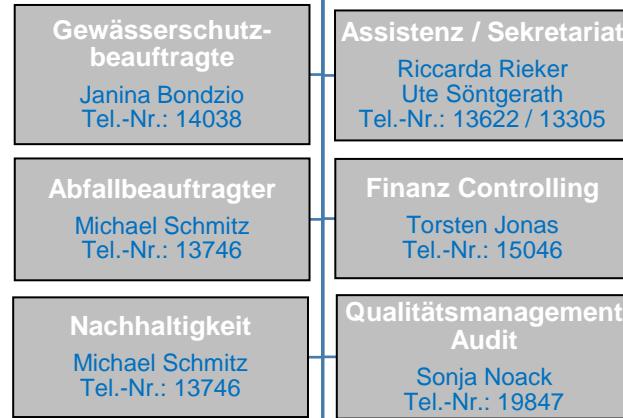 Gewässerschutz-
beauftragte
Janina Bondzio
Tel.-Nr.: 14038
Assistenz / Sekretariat
Riccarda Rieker
Ute Söntgerath
Tel.-Nr.: 13622 / 13305
Abfallbeauftragter
Michael Schmitz
Tel.-Nr.: 13746
Finanz Controlling
Torsten Jonas
Tel.-Nr.: 15046
Nachhaltigkeit
Michael Schmitz
Tel.-Nr.: 13746
Qualitätsmanagement
Audit
Sonja Noack
Tel.-Nr.: 19847